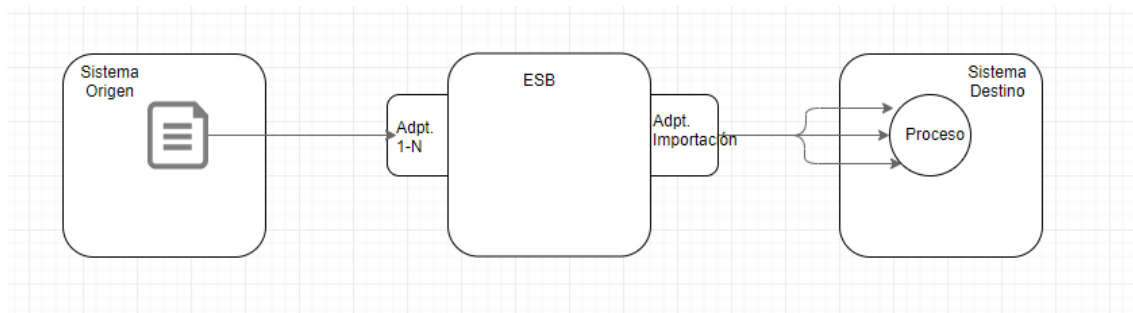 Sistema
Origen
Adpt.
1-N
ESB
Adpt.
Importación
Sistema
Destino
Proceso